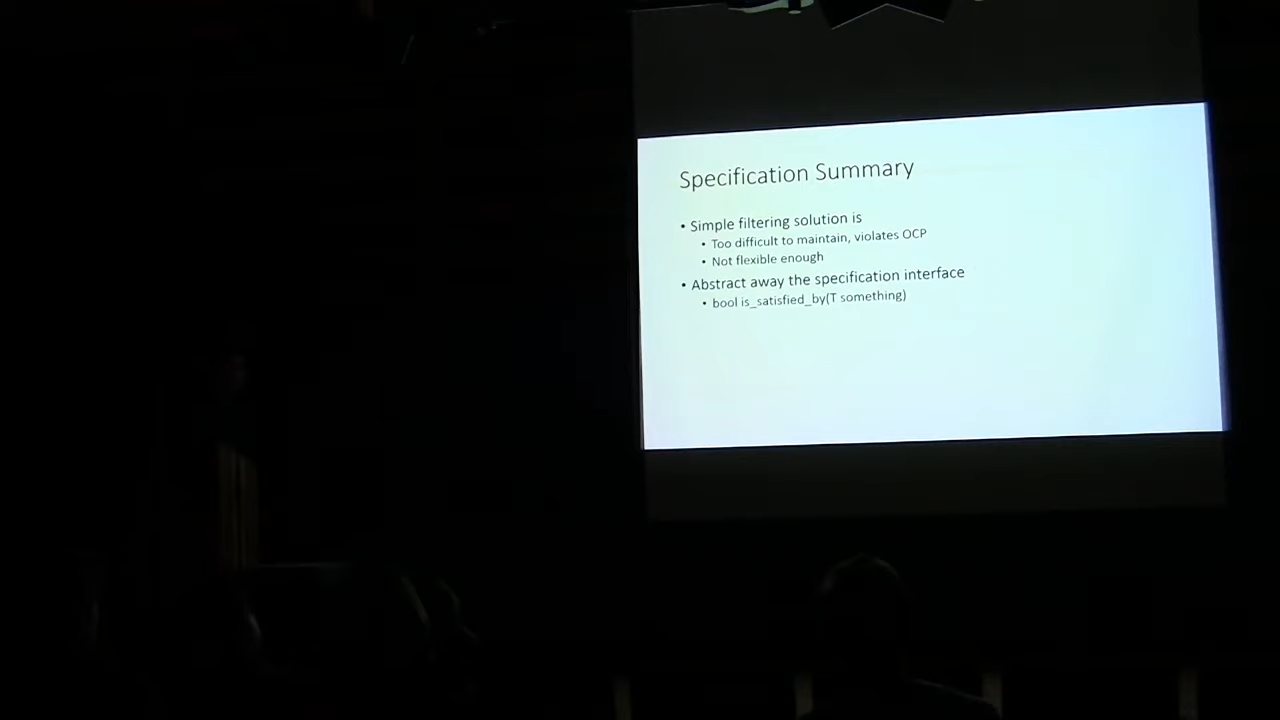 Specification Summary
• Simple filtering solution is
• Too difficult to maintain, violates OCP
• Not flexible enough
• Abstract away the specification interface
• bool is_satisfied_by(T something)